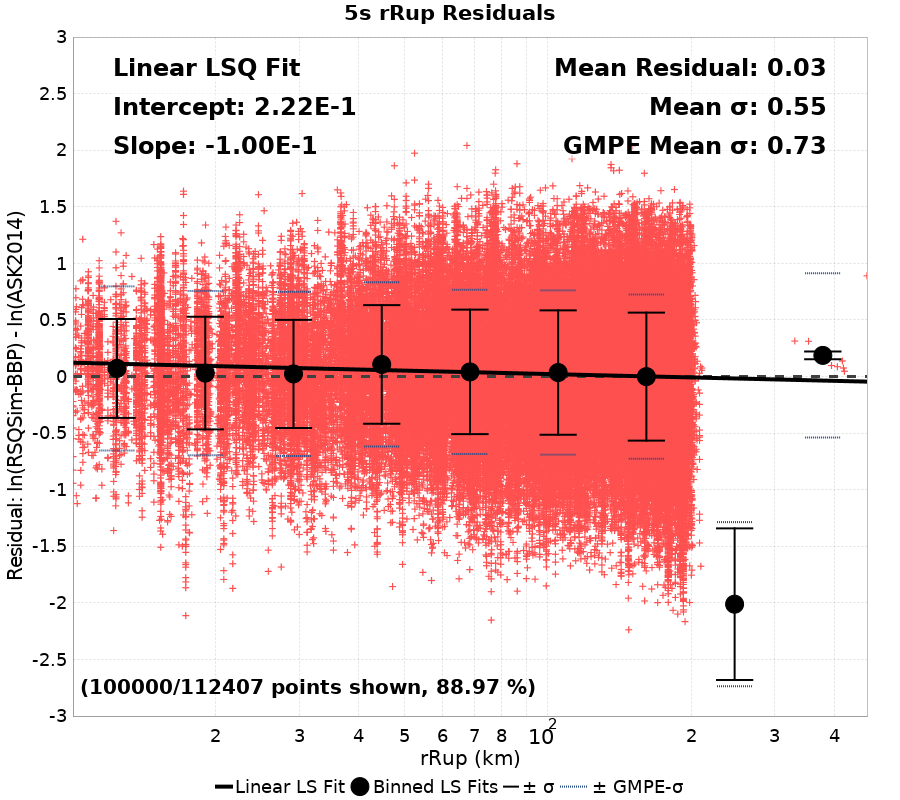 5s rRup Residuals
Linear LSQ Fit
Intercept: 2.22E-1
Slope: -1.00E-1
Mean Residual: 0.03
Mean σ: 0.55
GMPE Mean σ: 0.73
3
2.5
2
1.5
1
0.5
0
-0.5
-1
-1.5
-2
-2.5
-3
Residual: ln(RSQSim-BBP) - ln(ASK2014)
(100000/112407 points shown, 88.97 %)
2 3 4 5 6 7 8 10² 2 3 4
rRup (km)
Linear LS Fit Binned LS Fits ± σ ± GMPE-σ